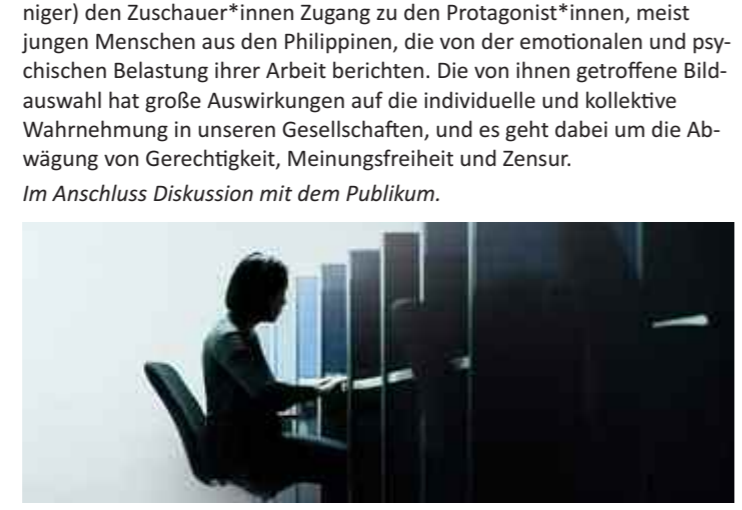 niger) den Zuschauer*innen Zugang zu den Protagonist*innen, meist
jungen Menschen aus den Philippinen, die von der emotionalen und psy-
chischen Belastung ihrer Arbeit berichten. Die von ihnen getroffene Bild-
auswahl hat große Auswirkungen auf die individuelle und kollektive
Wahrnehmung in unseren Gesellschaften, und es geht dabei um die Ab-
wägung von Gerechtigkeit, Meinungsfreiheit und Zensur.
Im Anschluss Diskussion mit dem Publikum.